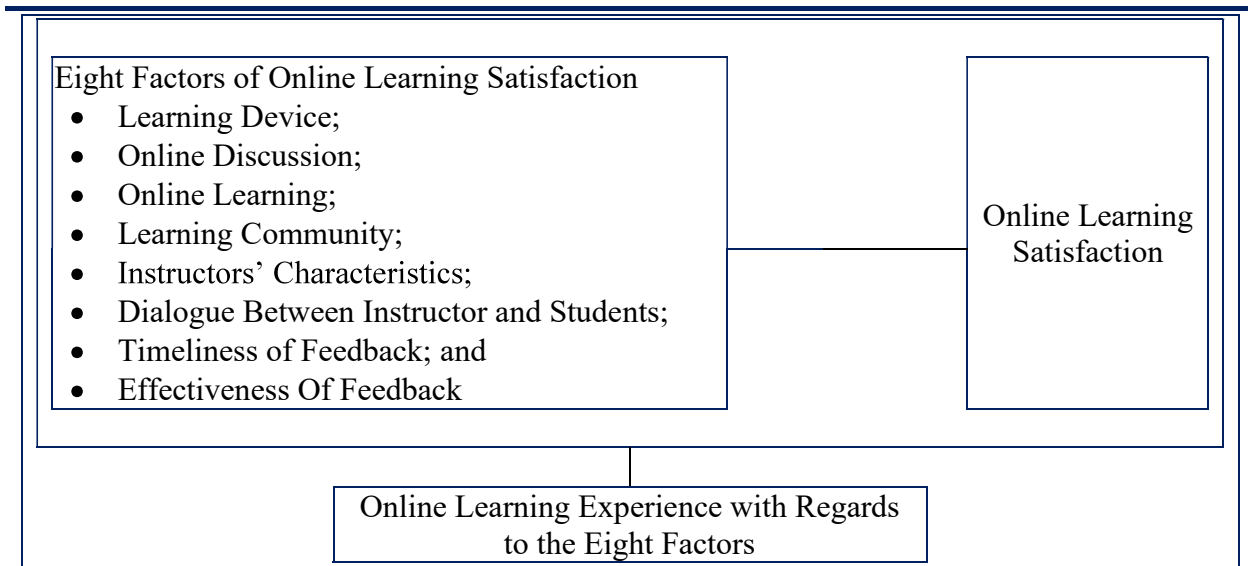 Eight Factors of Online Learning Satisfaction
• Learning Device;
• Online Discussion;
• Online Learning;
• Learning Community;
• Instructors’ Characteristics;
• Dialogue Between Instructor and Students;
• Timeliness of Feedback; and
• Effectiveness Of Feedback
Online Learning
Satisfaction
Online Learning Experience with Regards
to the Eight Factors